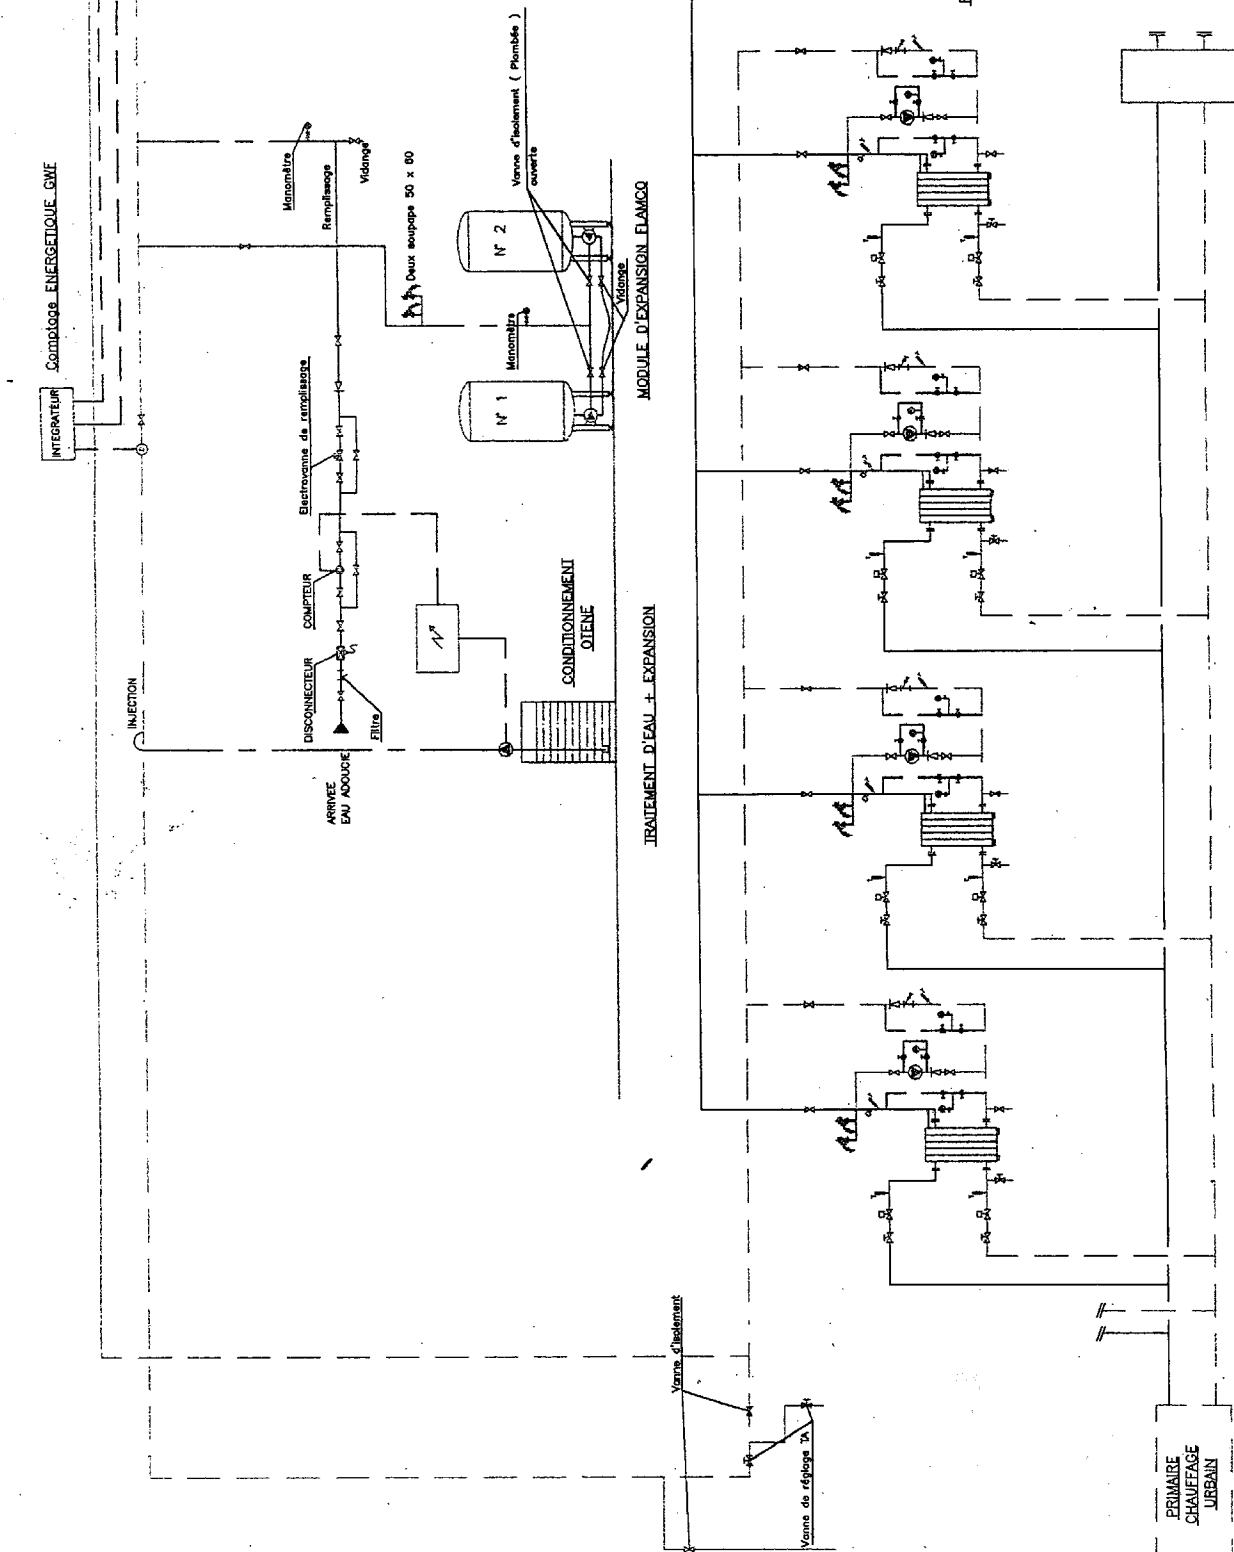 Comptage ENERGETIQUE GWF
INTEGRATEUR
INJECTION
Manomètre
Remplissage
Vidange
Deux soupape 50 x 60
Electrovanne de remplissage
COMPTEUR
DISCONNECTEUR
Filtre
ARRIVEE
EAU ADOUCIE
Vanne d'isolement ( Plombée )
ouverte
N° 2
N° 1
Manomètre
Vidange
MODULE D'EXPANSION FLAMCO
CONDITIONNEMENT
OTENE
TRAITEMENT D'EAU + EXPANSION
Vanne d'isolement
Vanne de réglage TA
PRIMAIRE
CHAUFFAGE
URBAIN